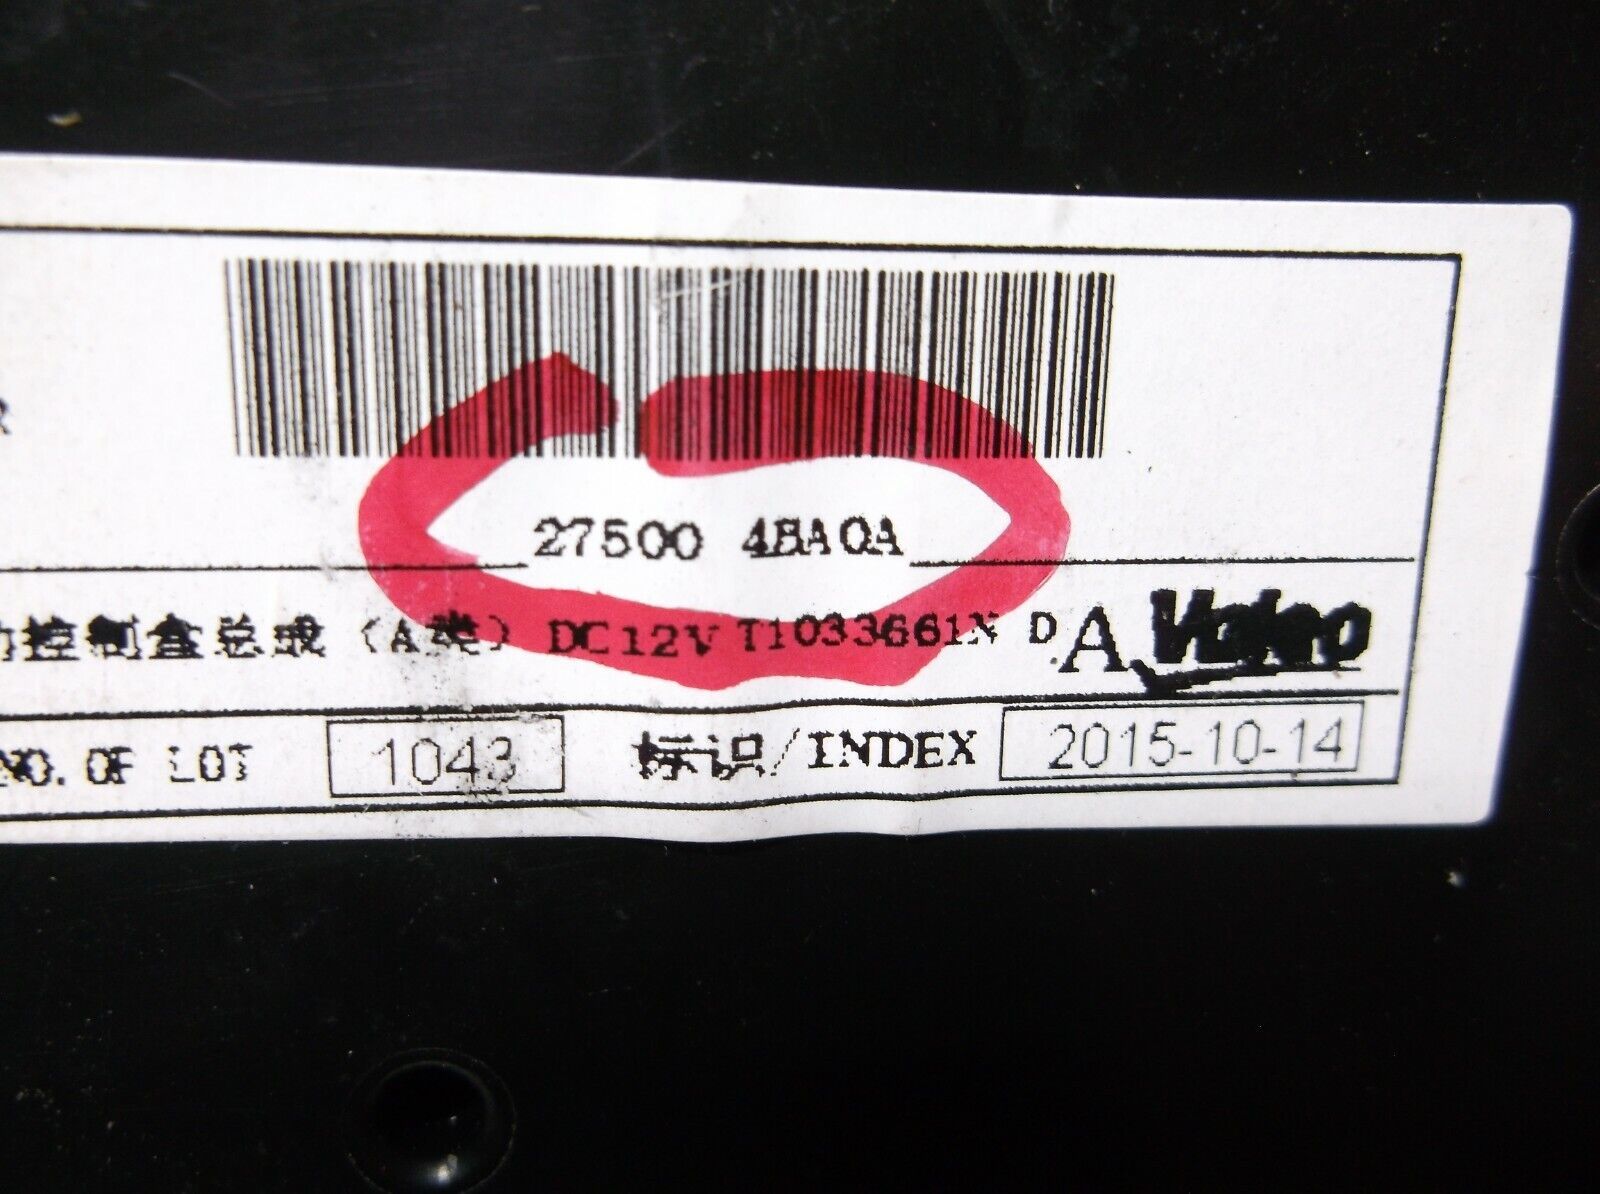 27500 4BA0A
控制盒总成 (A类) DC12V T1033661X D A Valeo
NO. OF LOT 1043 标识/INDEX 2015-10-14